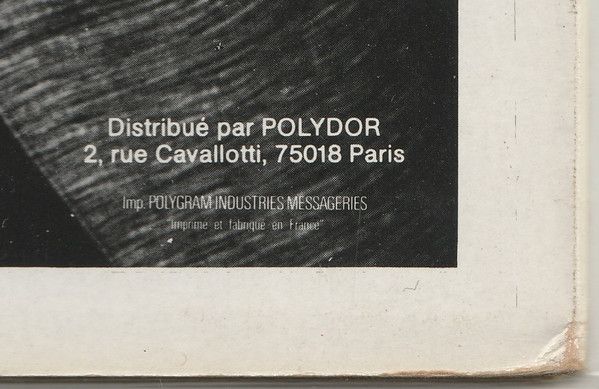 Distribué par POLYDOR
2, rue Cavallotti, 75018 Paris
Imp. POLYGRAM INDUSTRIES MESSAGERIES
"imprimé et fabriqué en France"